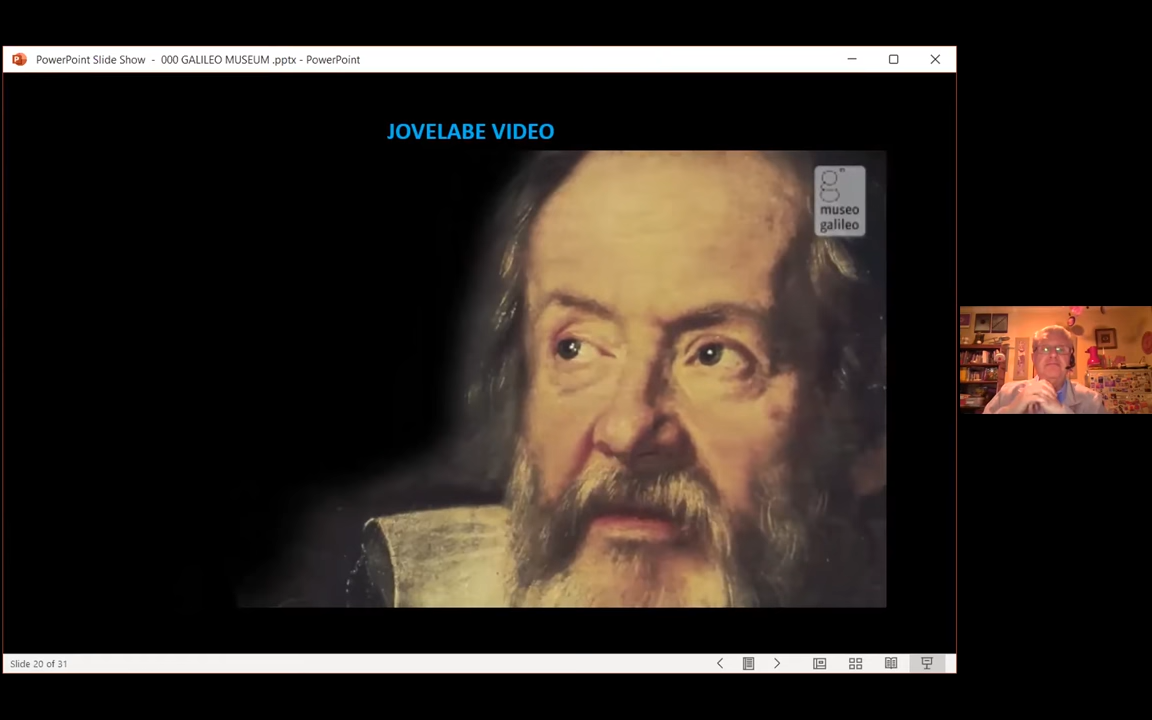 PowerPoint Slide Show - 000 GALILEO MUSEUM .pptx - PowerPoint
JOVELABE VIDEO
museo
galileo
Slide 20 of 31